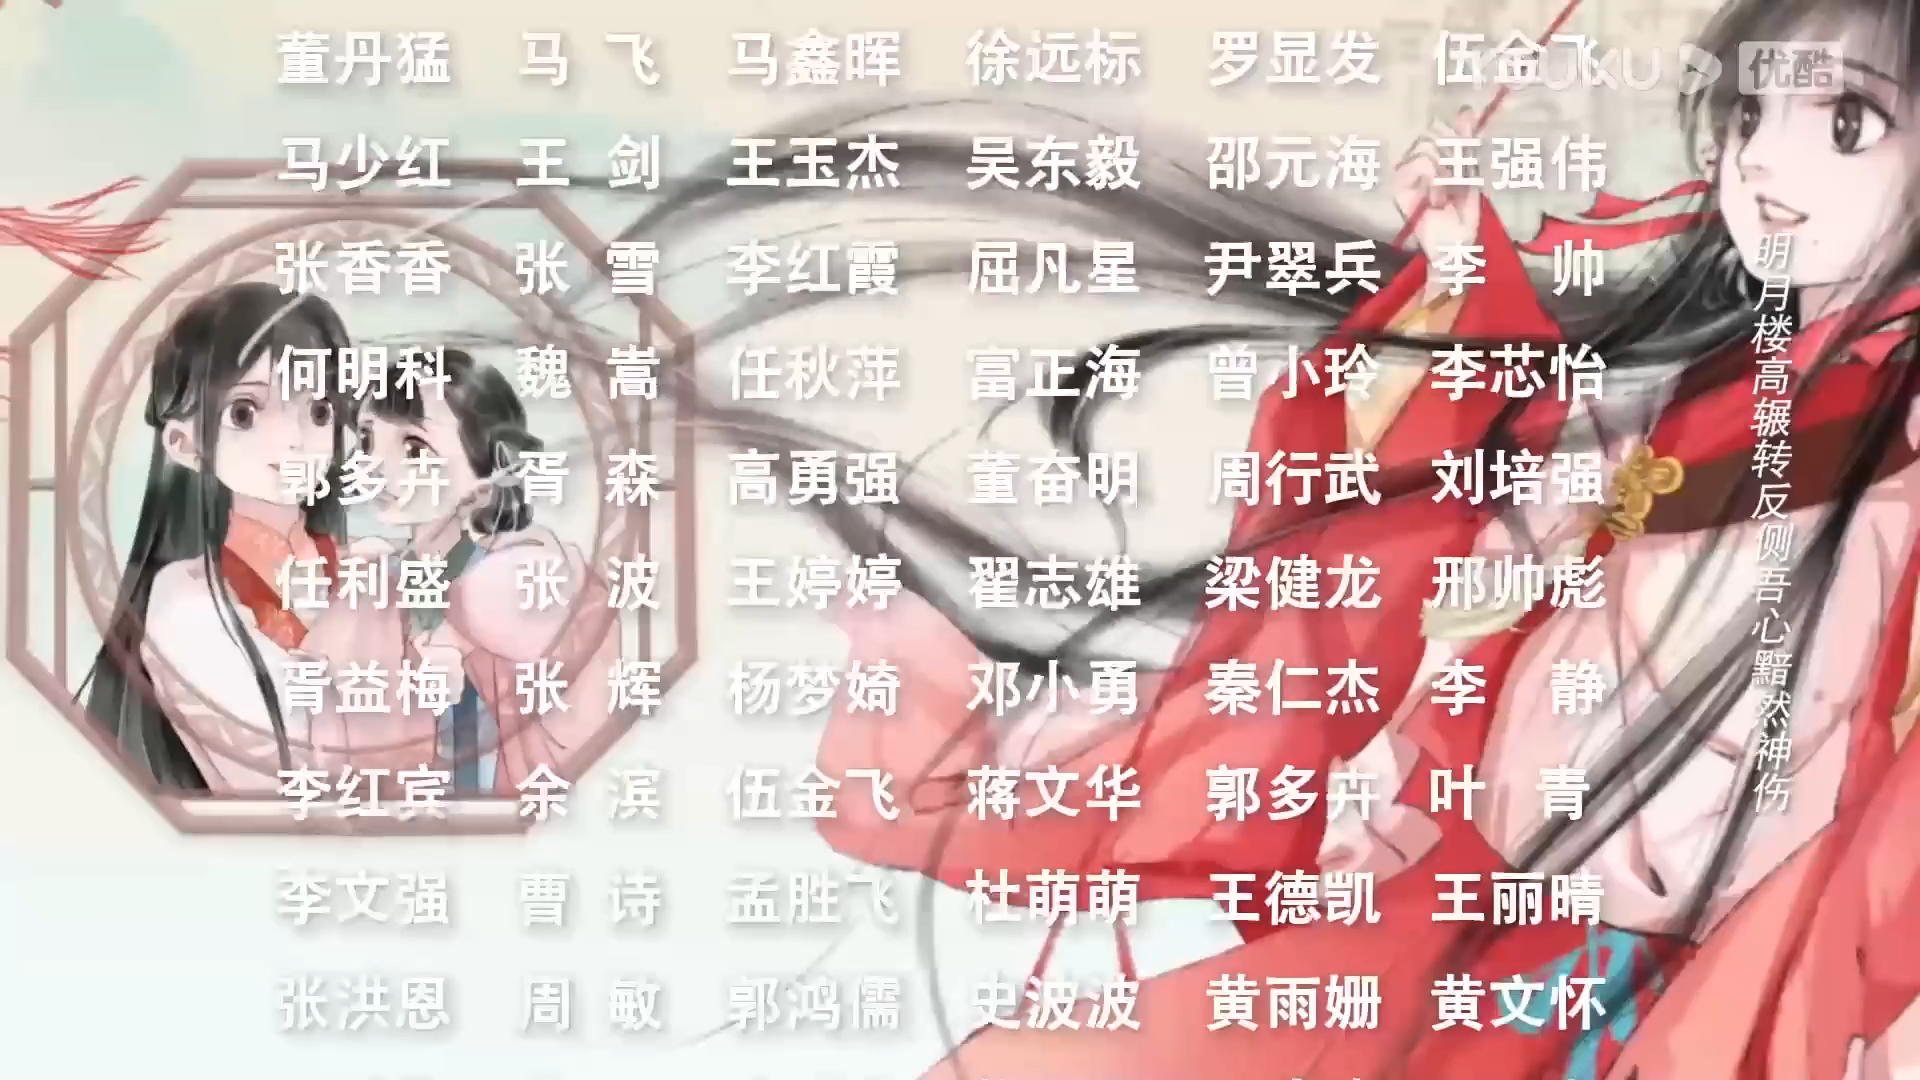 董丹猛 马飞 马鑫晖 徐远标 罗显发 伍金飞
YOUKU 优酷
马少红 王剑 王玉杰 吴东毅 邵元海 王强伟
张香香 张雪 李红霞 屈凡星 尹翠兵 李帅
何明科 魏嵩 任秋萍 富正海 曾小玲 李芯怡
郭多卉 胥森 高勇强 董奋明 周行武 刘培强
任利盛 张波 王婷婷 翟志雄 梁健龙 邢帅彪
胥益梅 张辉 杨梦婍 邓小勇 秦仁杰 李静
李红宾 余滨 伍金飞 蒋文华 郭多卉 叶青
李文强 曹诗 孟胜飞 杜萌萌 王德凯 王丽晴
张洪恩 周敏 郭鸿儒 史波波 黄雨姗 黄文怀
明月楼高辗转反侧吾心黯然神伤